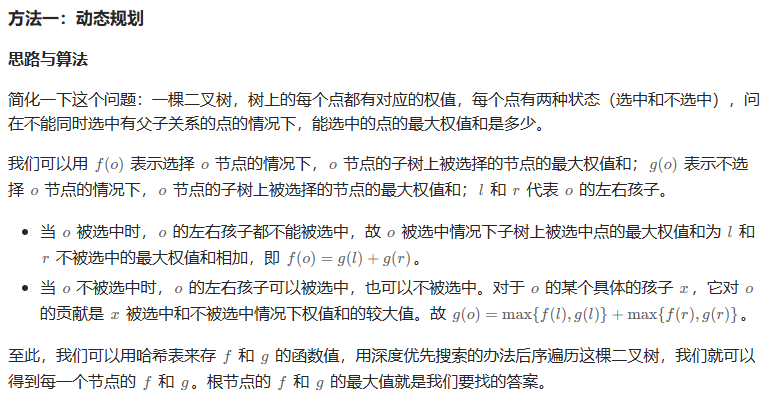 方法一：动态规划
思路与算法
简化一下这个问题：一棵二叉树，树上的每个点都有对应的权值，每个点有两种状态（选中和不选中），问
在不能同时选中有父子关系的点的情况下，能选中的点的最大权值和是多少。
我们可以用 f(o) 表示选择 o 节点的情况下，o 节点的子树上被选择的节点的最大权值和；g(o) 表示不选
择 o 节点的情况下，o 节点的子树上被选择的节点的最大权值和；l 和 r 代表 o 的左右孩子。
• 当 o 被选中时，o 的左右孩子都不能被选中，故 o 被选中情况下子树上被选中点的最大权值和为 l 和
r 不被选中的最大权值和相加，即 f(o) = g(l) + g(r)。
• 当 o 不被选中时，o 的左右孩子可以被选中，也可以不被选中。对于 o 的某个具体的孩子 x，它对 o
的贡献是 x 被选中和不被选中情况下权值和的较大值。故 g(o) = max{f(l), g(l)} + max{f(r), g(r)}。
至此，我们可以用哈希表来存 f 和 g 的函数值，用深度优先搜索的办法后序遍历这棵二叉树，我们就可以
得到每一个节点的 f 和 g。根节点的 f 和 g 的最大值就是我们要找的答案。